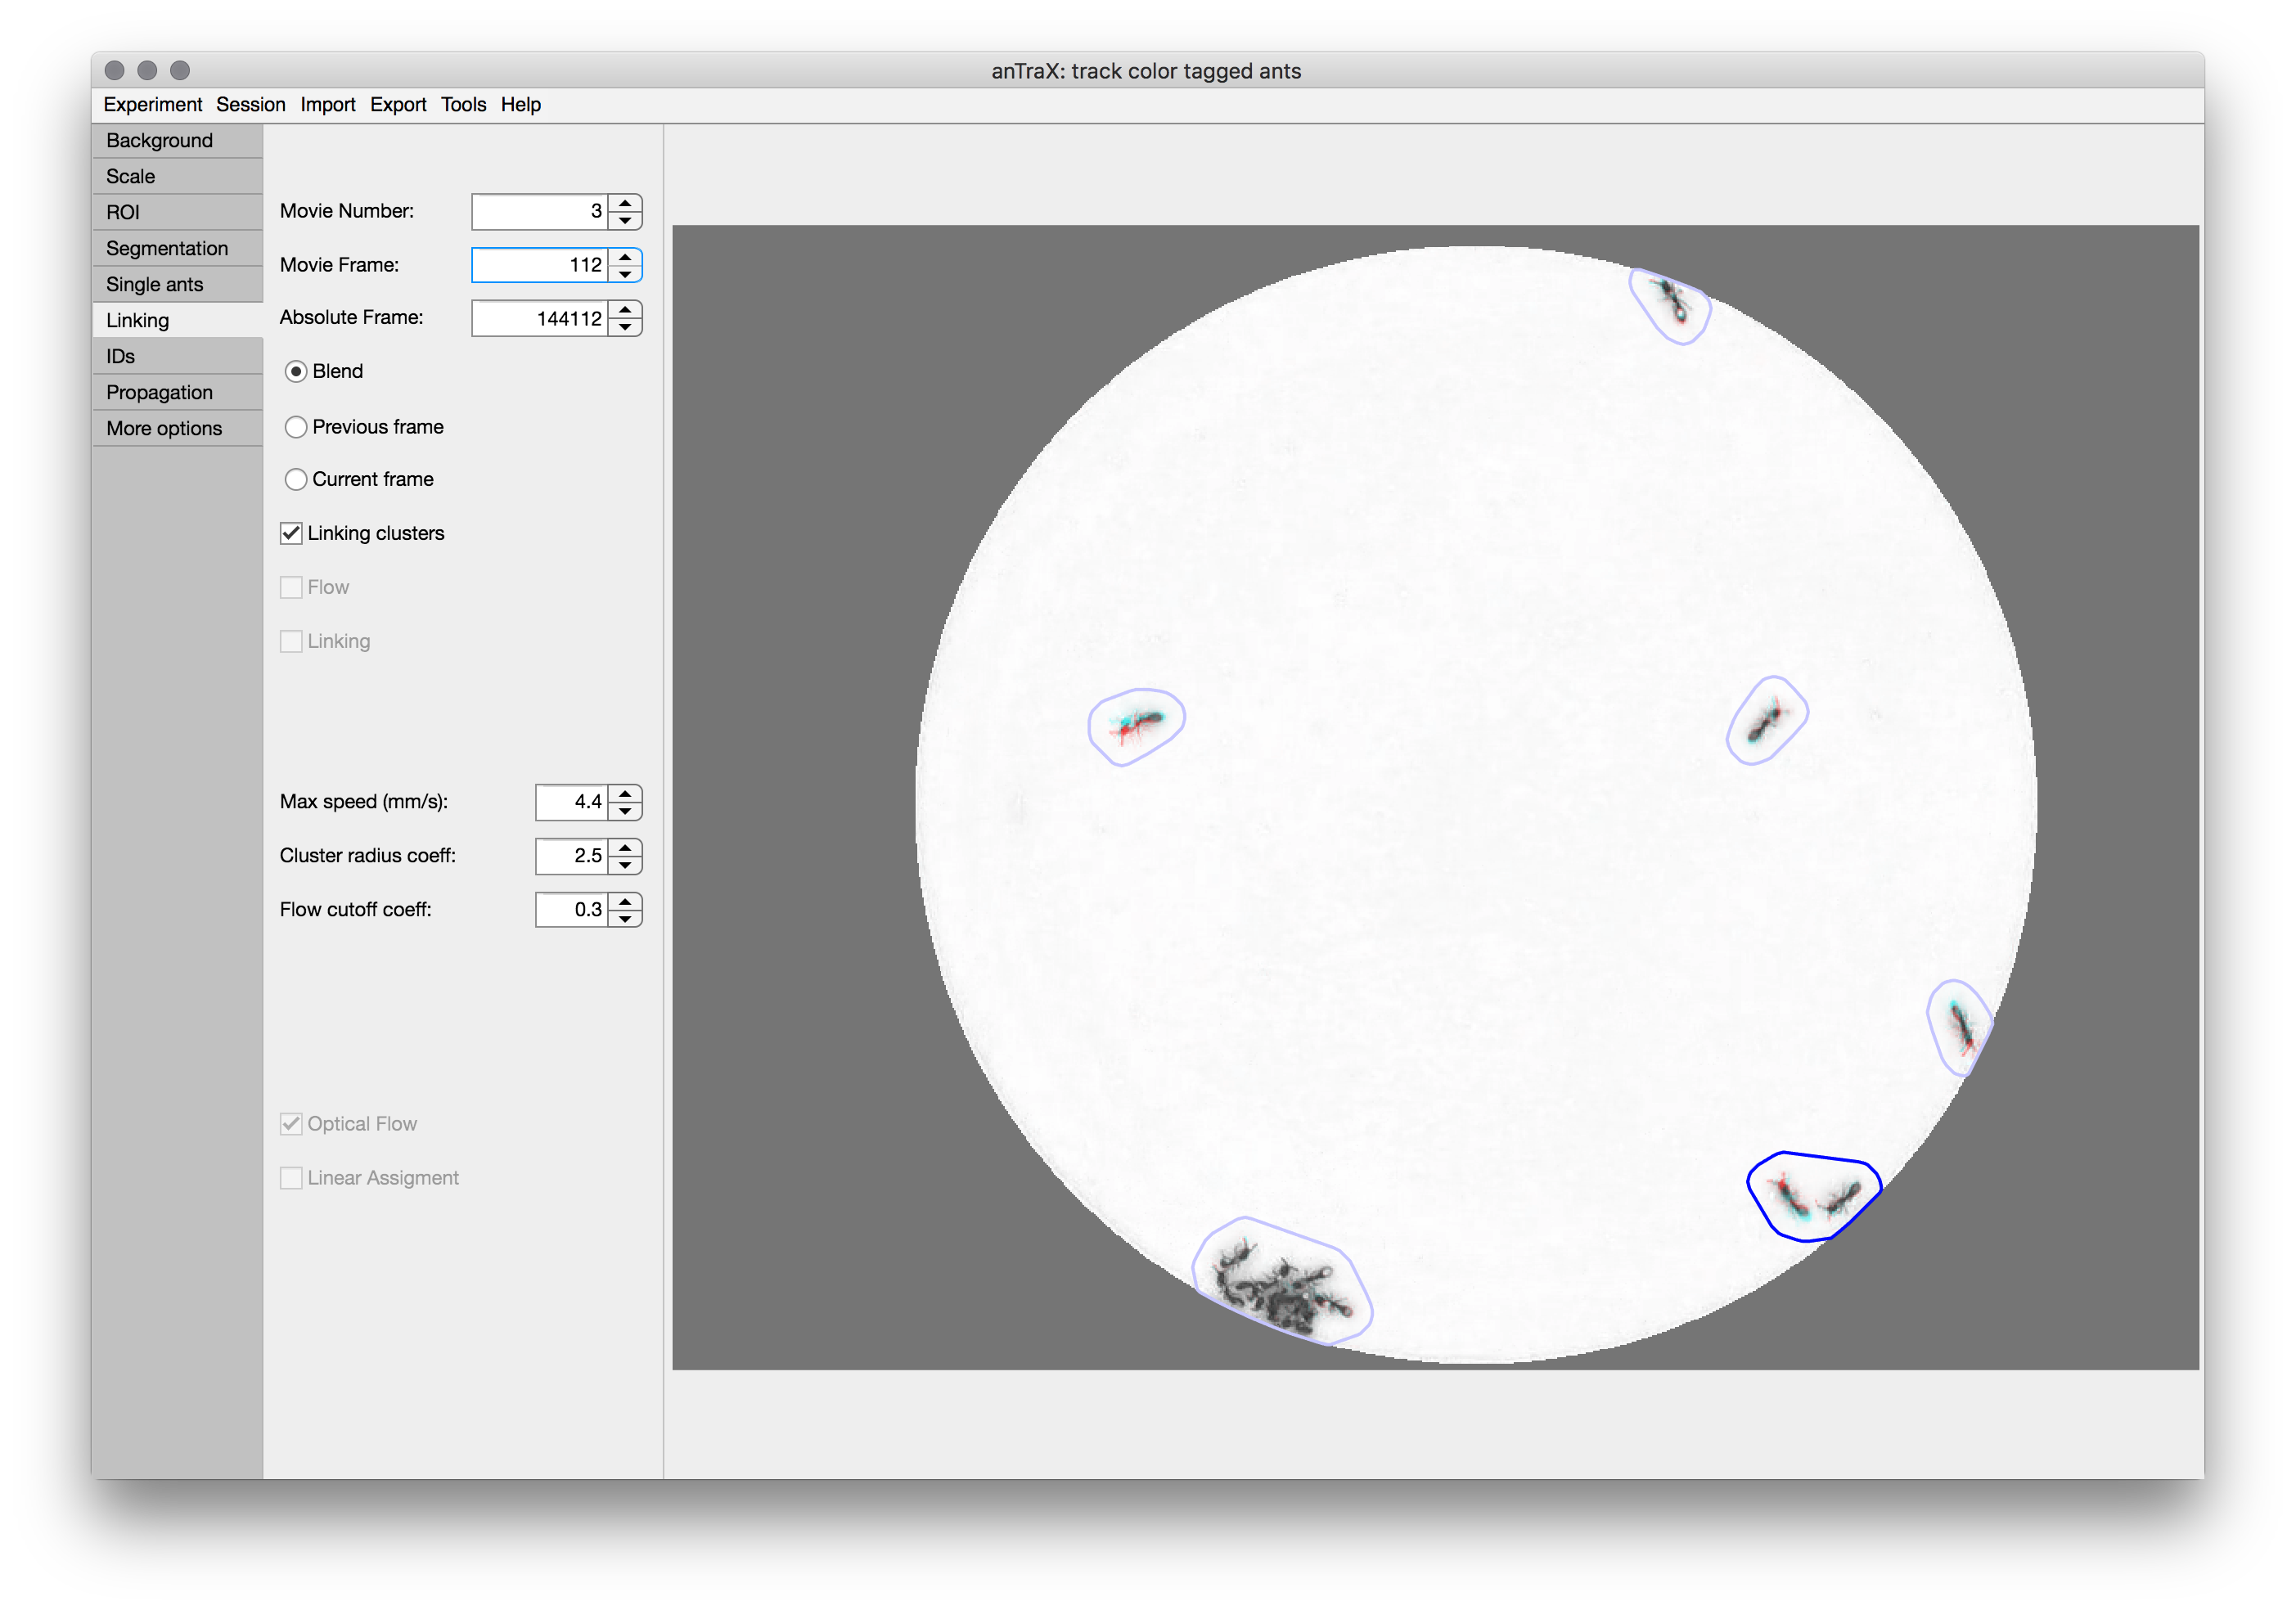 anTraX: track color tagged ants
Experiment Session Import Export Tools Help
Background
Scale
ROI
Segmentation
Single ants
Linking
IDs
Propagation
More options
Movie Number: 3
Movie Frame: 112
Absolute Frame: 144112
Blend
Previous frame
Current frame
Linking clusters
Flow
Linking
Max speed (mm/s): 4.4
Cluster radius coeff: 2.5
Flow cutoff coeff: 0.3
Optical Flow
Linear Assigment